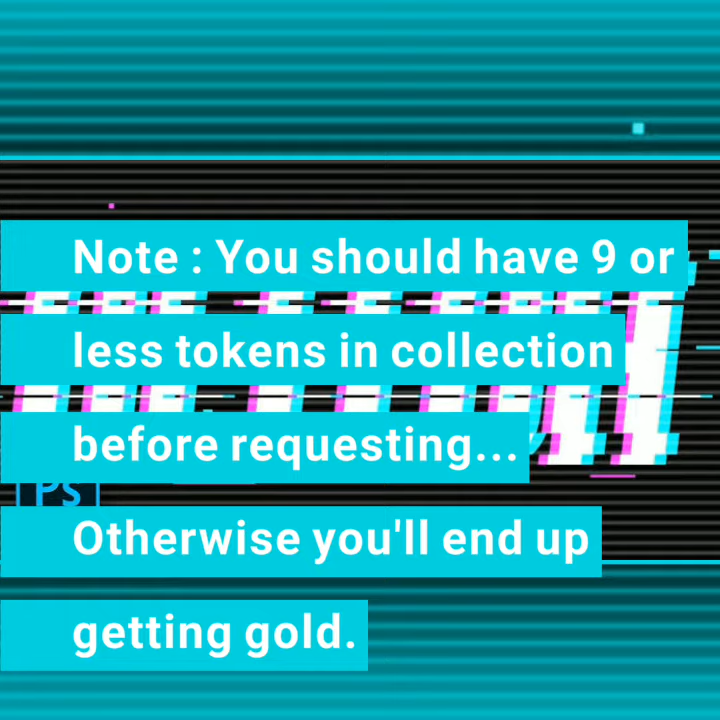 Note : You should have 9 or
less tokens in collection
before requesting...
Ps
Otherwise you'll end up
getting gold.